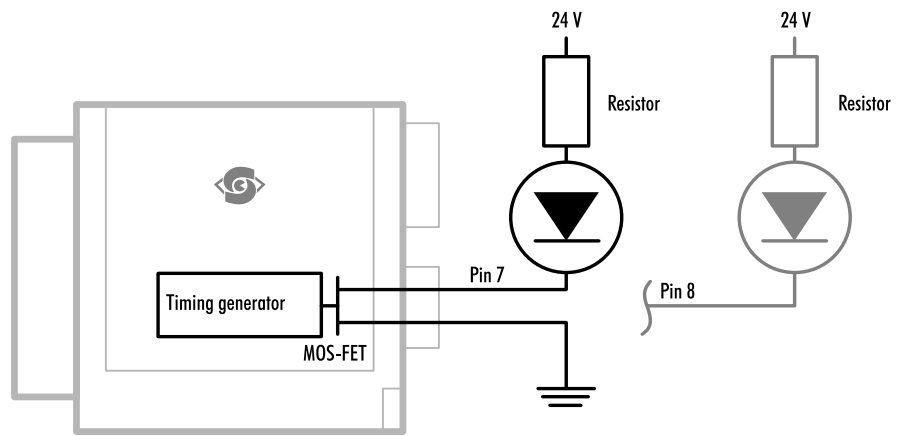 24 V
24 V
Resistor
Resistor
Pin 7
Pin 8
Timing generator
MOS-FET